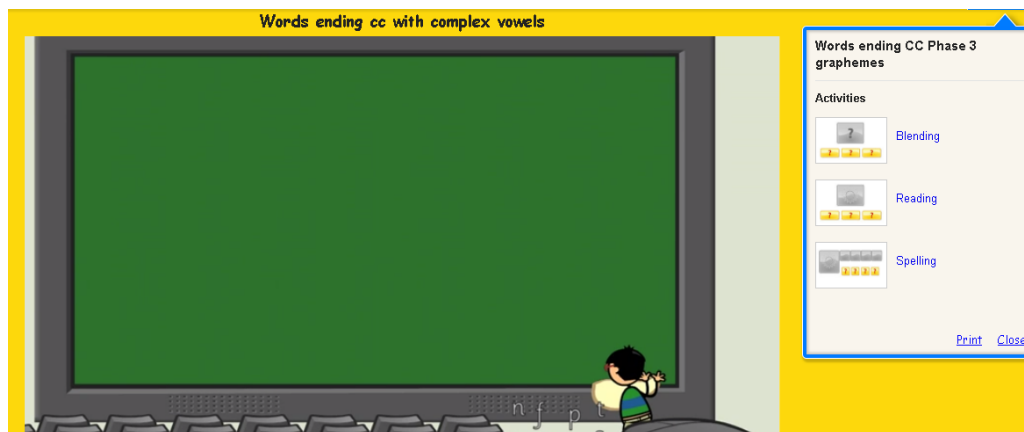 Words ending cc with complex vowels
Words ending CC Phase 3
graphemes
Activities
Blending
Reading
Spelling
Print Close
n f p t